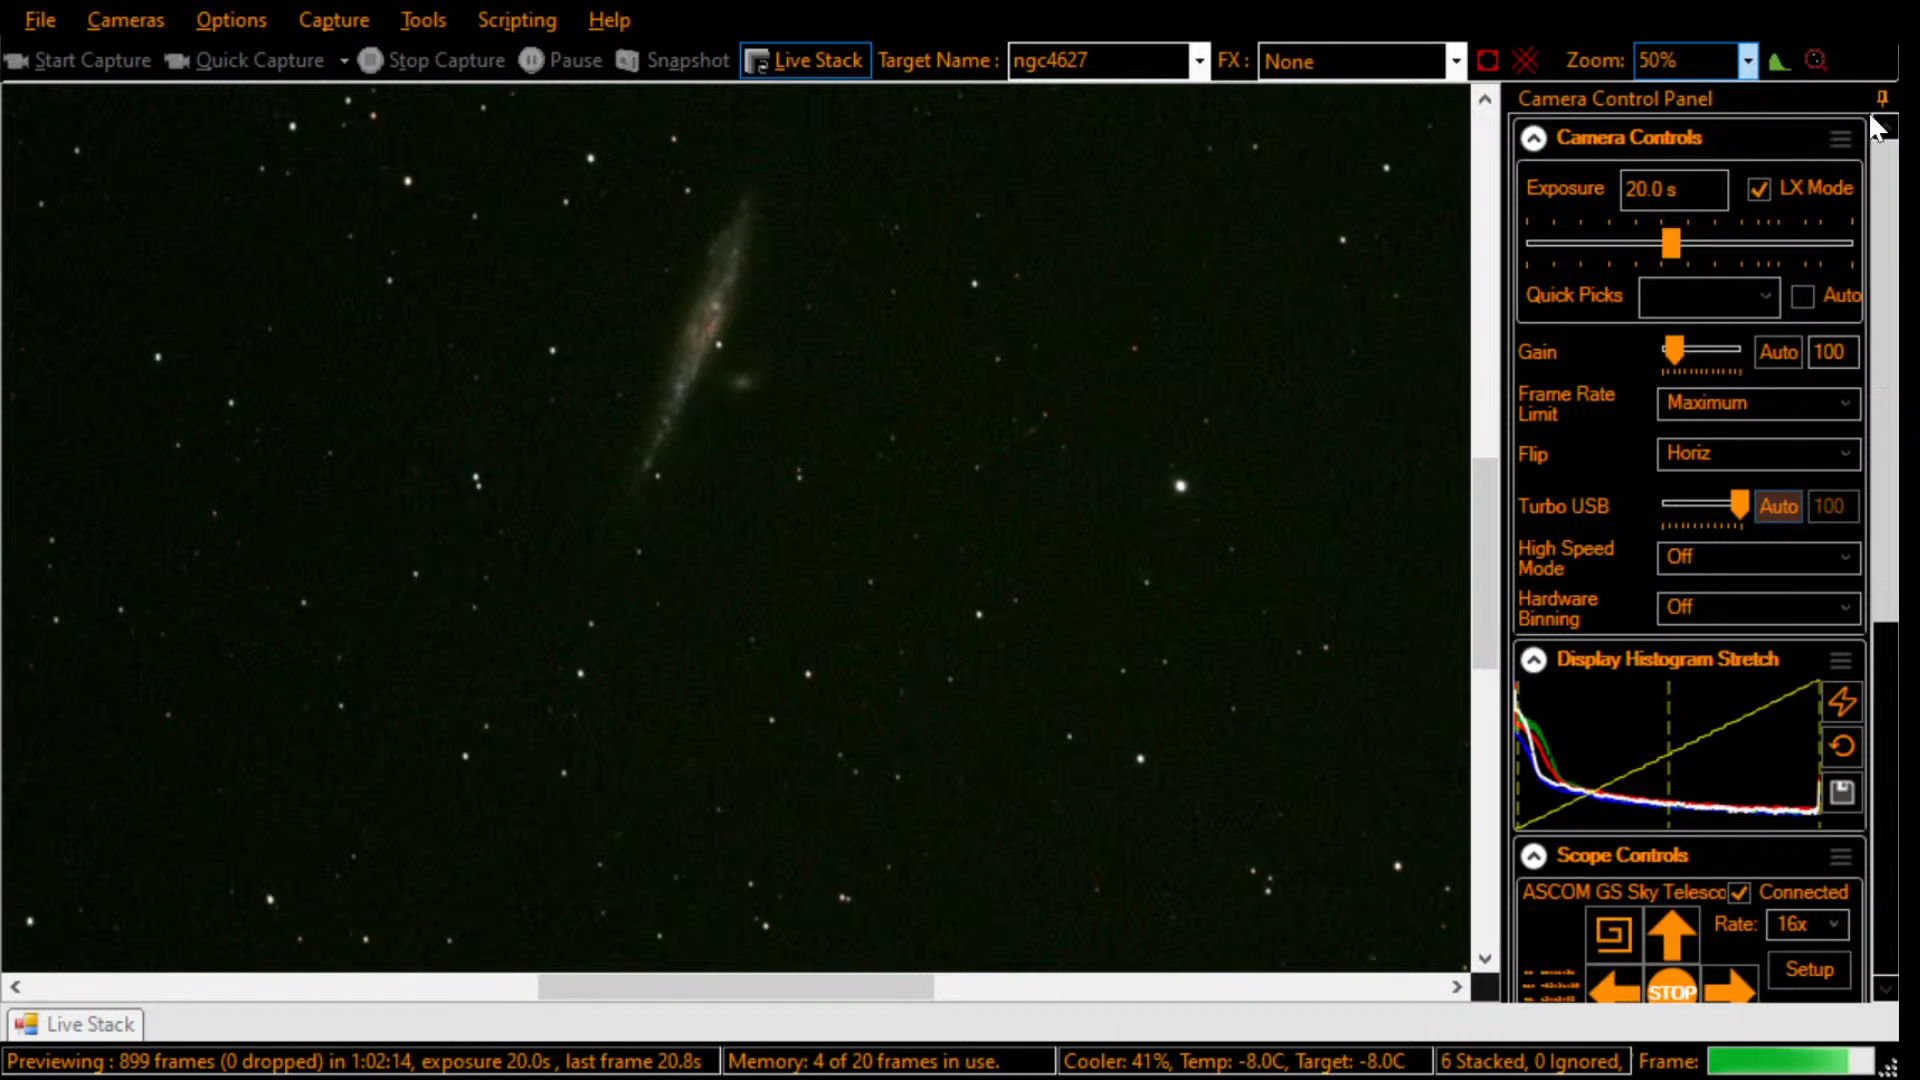 File Cameras Options Capture Tools Scripting Help
Start Capture Quick Capture Stop Capture Pause Snapshot Live Stack Target Name : ngc4627 FX : None Zoom: 50%
Camera Control Panel
Camera Controls
Exposure 20.0 s LX Mode
Quick Picks Auto
Gain Auto 100
Frame Rate Limit Maximum
Flip Horiz
Turbo USB Auto 100
High Speed Mode Off
Hardware Binning Off
Display Histogram Stretch
Scope Controls
ASCOM GS Sky Telesco Connected
Rate: 16x
Setup
STOP
Live Stack
Previewing : 899 frames (0 dropped) in 1:02:14, exposure 20.0s , last frame 20.8s Memory: 4 of 20 frames in use. Cooler: 41%, Temp: -8.0C, Target: -8.0C 6 Stacked, 0 Ignored, Frame: